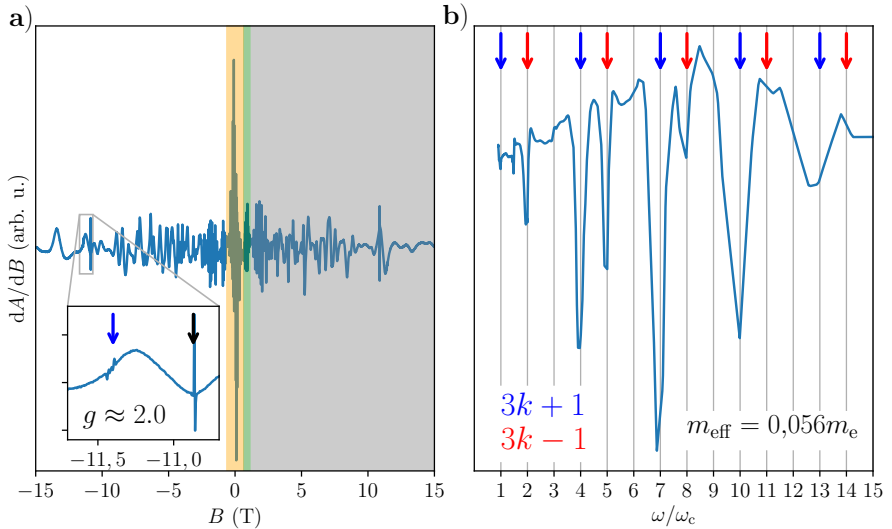 a)
dA/dB (arb. u.)
g ≈ 2.0
−11,5 −11,0
−15 −10 −5 0 5 10 15
B (T)
b)
3k + 1
3k − 1
m_eff = 0,056m_e
1 2 3 4 5 6 7 8 9 10 11 12 13 14 15
ω/ω_c